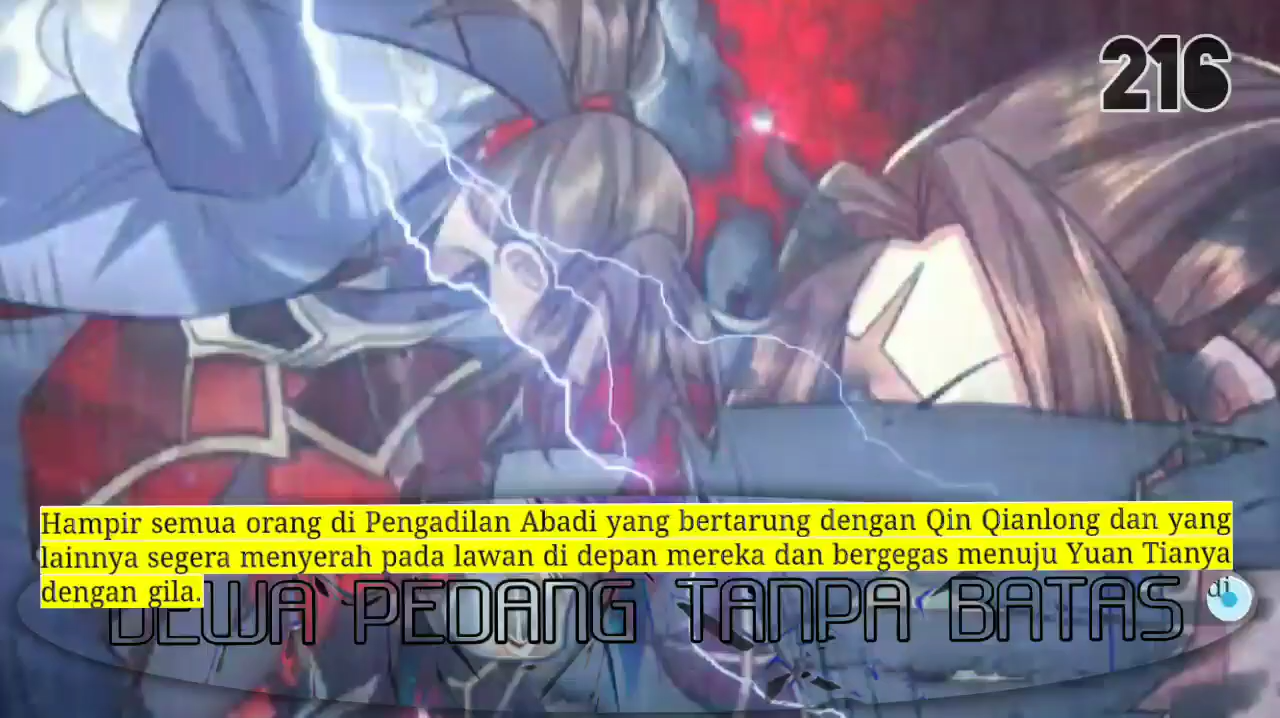 216
Hampir semua orang di Pengadilan Abadi yang bertarung dengan Qin Qianlong dan yang
lainnya segera menyerah pada lawan di depan mereka dan bergegas menuju Yuan Tianya
dengan gila.
di
DEWA PEDANG TANPA BATAS